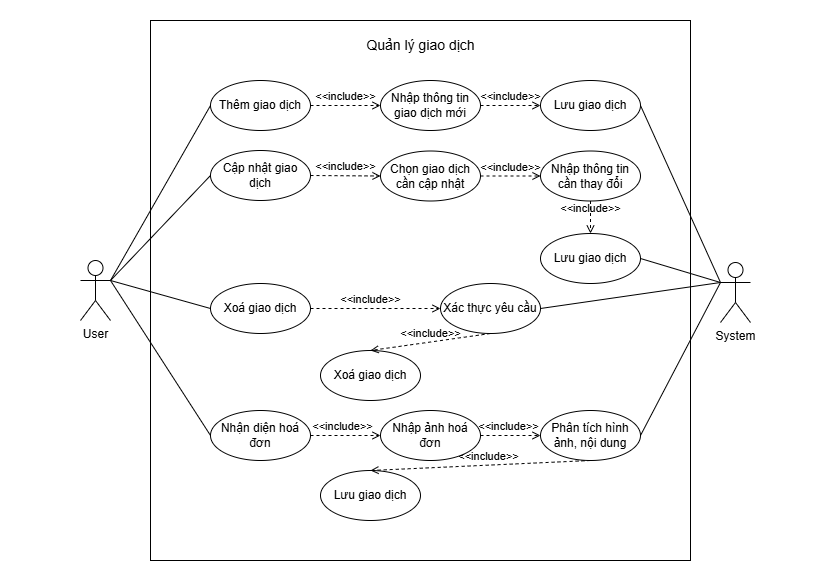 Quản lý giao dịch
Thêm giao dịch
<<include>>
Nhập thông tin
giao dịch mới
<<include>>
Lưu giao dịch
Cập nhật giao
dịch
<<include>>
Chọn giao dịch
cần cập nhật
<<include>>
Nhập thông tin
cần thay đổi
<<include>>
Lưu giao dịch
User
System
Xoá giao dịch
<<include>>
Xác thực yêu cầu
<<include>>
Xoá giao dịch
Nhận diện hoá
đơn
<<include>>
Nhập ảnh hoá
đơn
<<include>>
Phân tích hình
ảnh, nội dung
<<include>>
Lưu giao dịch